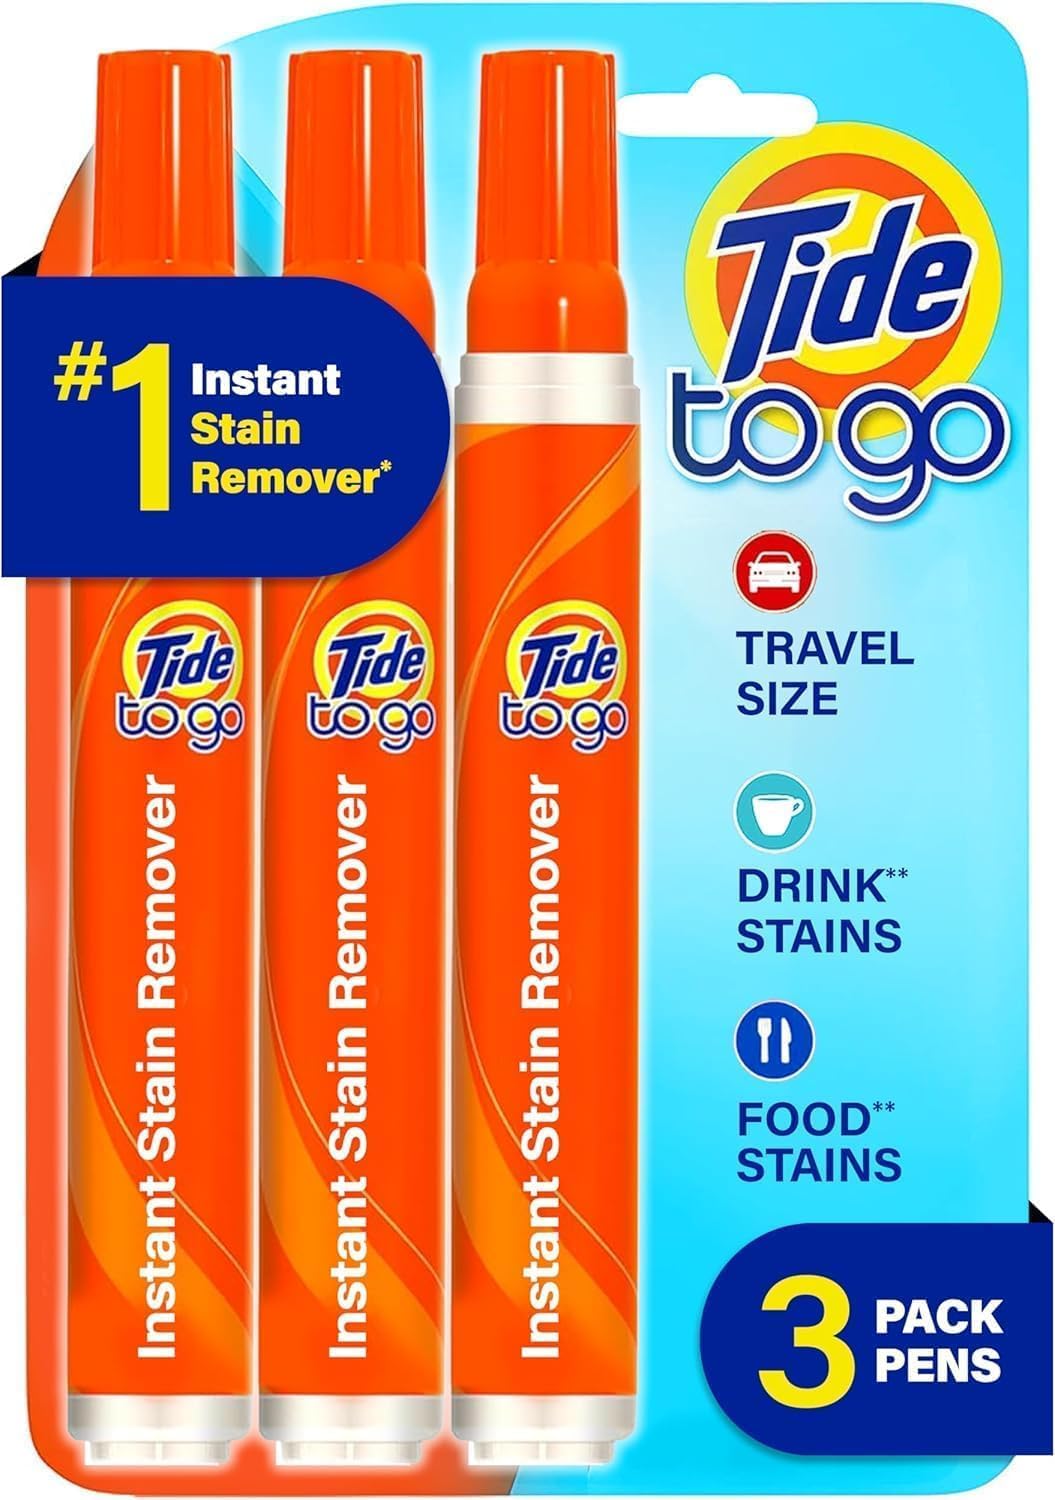 #1 Instant
Stain
Remover*
Tide
to go
TRAVEL
SIZE
DRINK**
STAINS
FOOD**
STAINS
3 PACK
PENS
Tide
to go
Instant Stain Remover
Tide
to go
Instant Stain Remover
Tide
to go
Instant Stain Remover